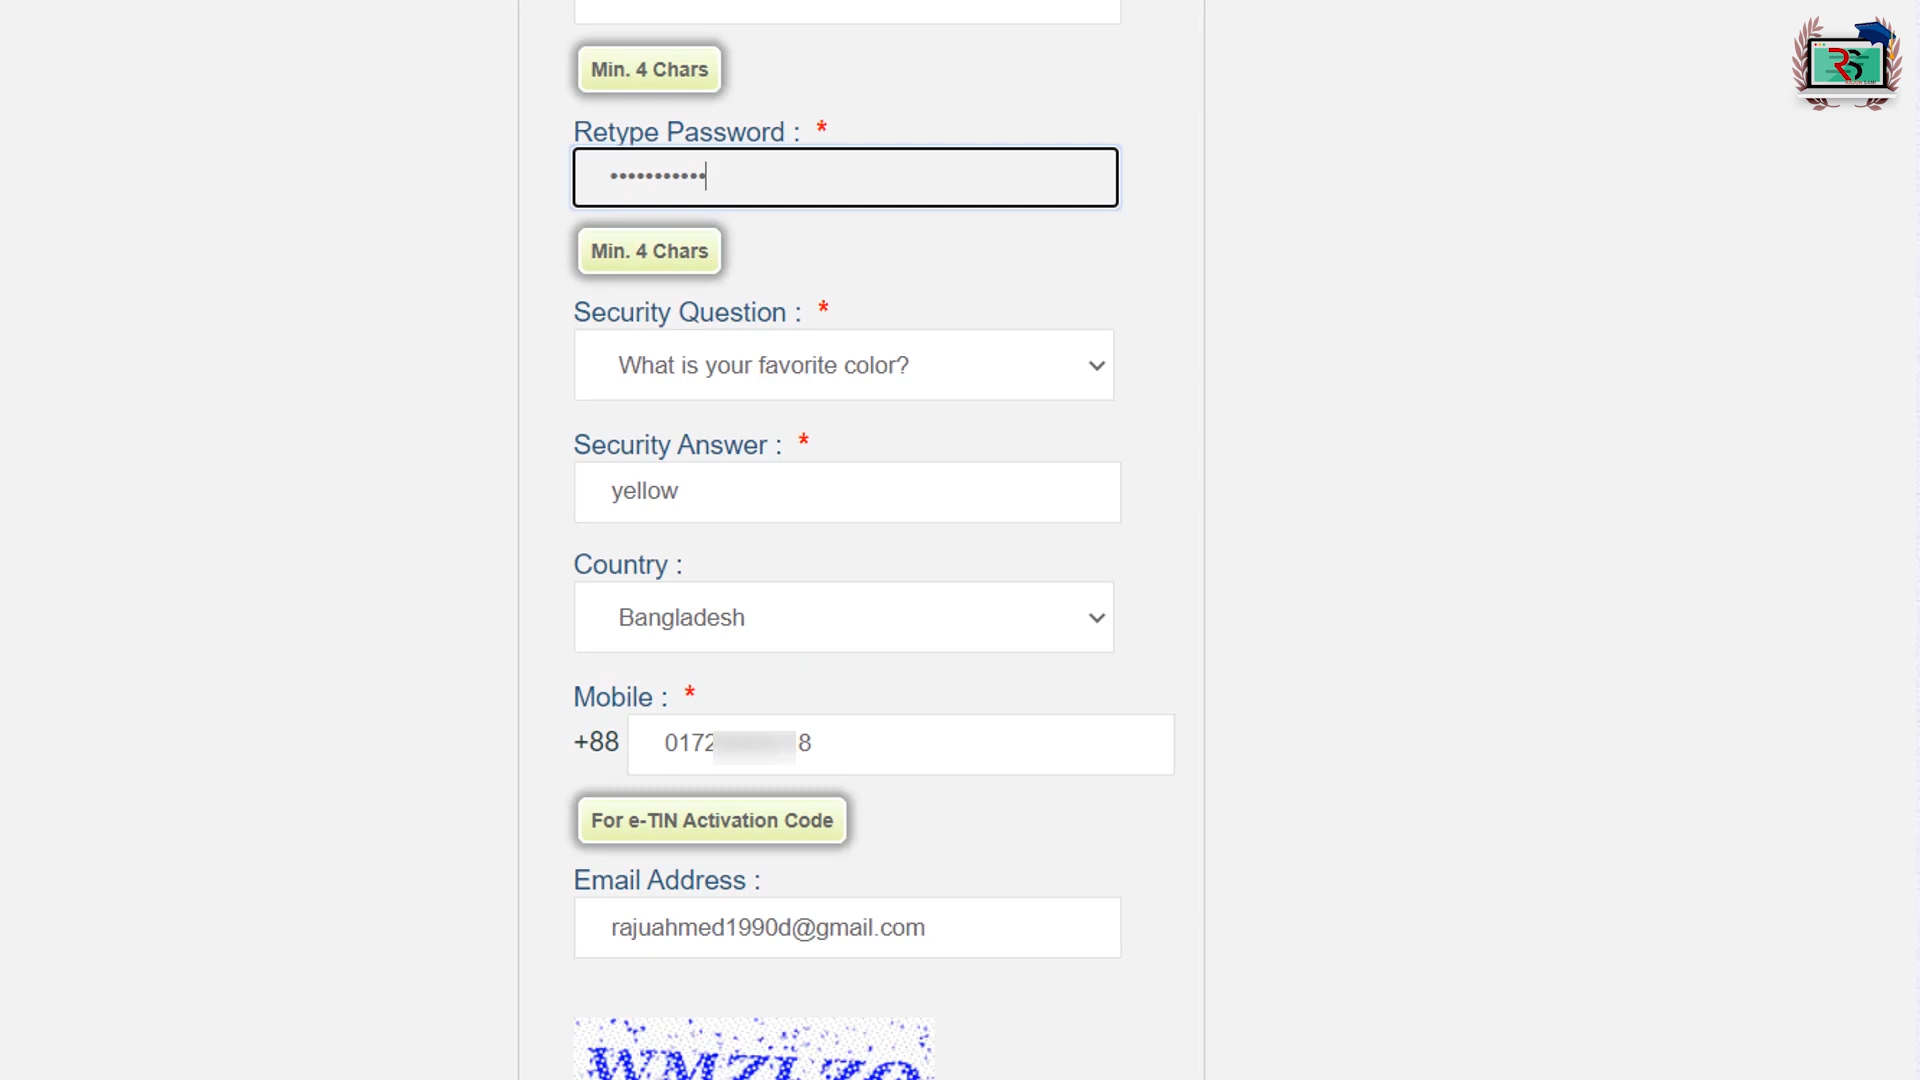 Min. 4 Chars
Retype Password : *
•••••••••••
Min. 4 Chars
Security Question : *
What is your favorite color?
Security Answer : *
yellow
Country :
Bangladesh
Mobile : *
+88 0172 8
For e-TIN Activation Code
Email Address :
rajuahmed1990d@gmail.com